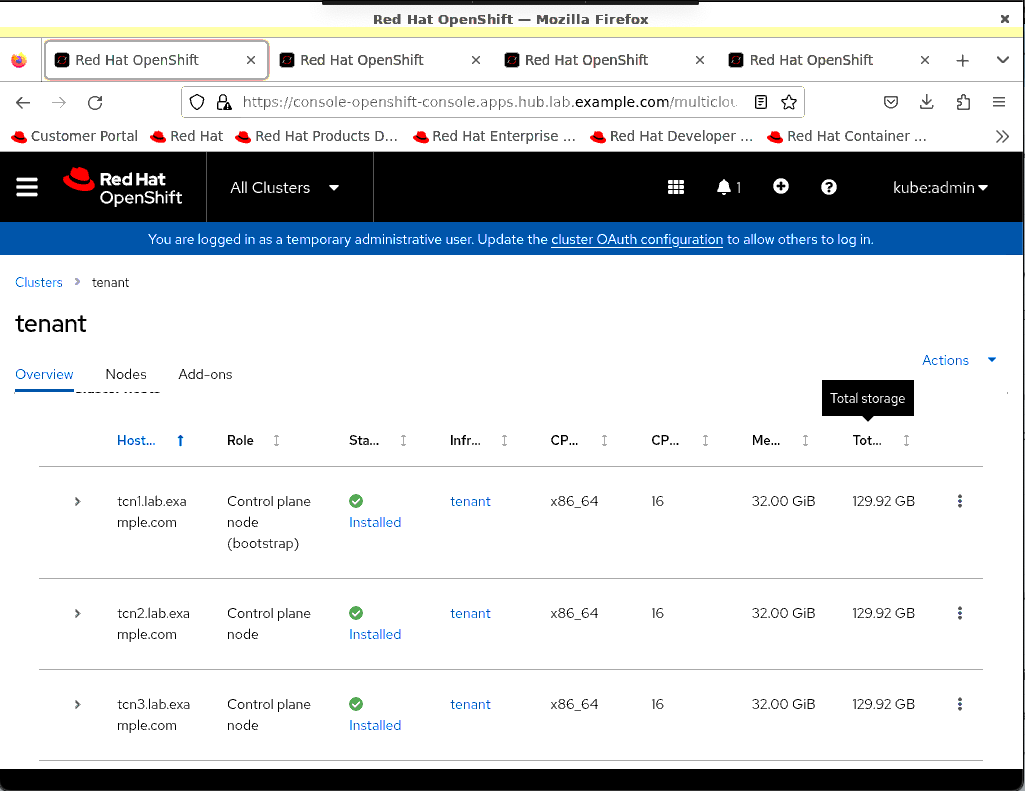 Red Hat OpenShift — Mozilla Firefox
Red Hat OpenShift Red Hat OpenShift Red Hat OpenShift Red Hat OpenShift
https://console-openshift-console.apps.hub.lab.example.com/multiclou
Customer Portal Red Hat Red Hat Products D... Red Hat Enterprise ... Red Hat Developer ... Red Hat Container ...
Red Hat
OpenShift
All Clusters
1
kube:admin
You are logged in as a temporary administrative user. Update the cluster OAuth configuration to allow others to log in.
Clusters tenant
tenant
Actions
Overview Nodes Add-ons
Total storage
Host... Role Sta... Infr... CP... CP... Me... Tot...
tcn1.lab.exa Control plane tenant x86_64 16 32.00 GiB 129.92 GB
mple.com node Installed
(bootstrap)
tcn2.lab.exa Control plane tenant x86_64 16 32.00 GiB 129.92 GB
mple.com node Installed
tcn3.lab.exa Control plane tenant x86_64 16 32.00 GiB 129.92 GB
mple.com node Installed